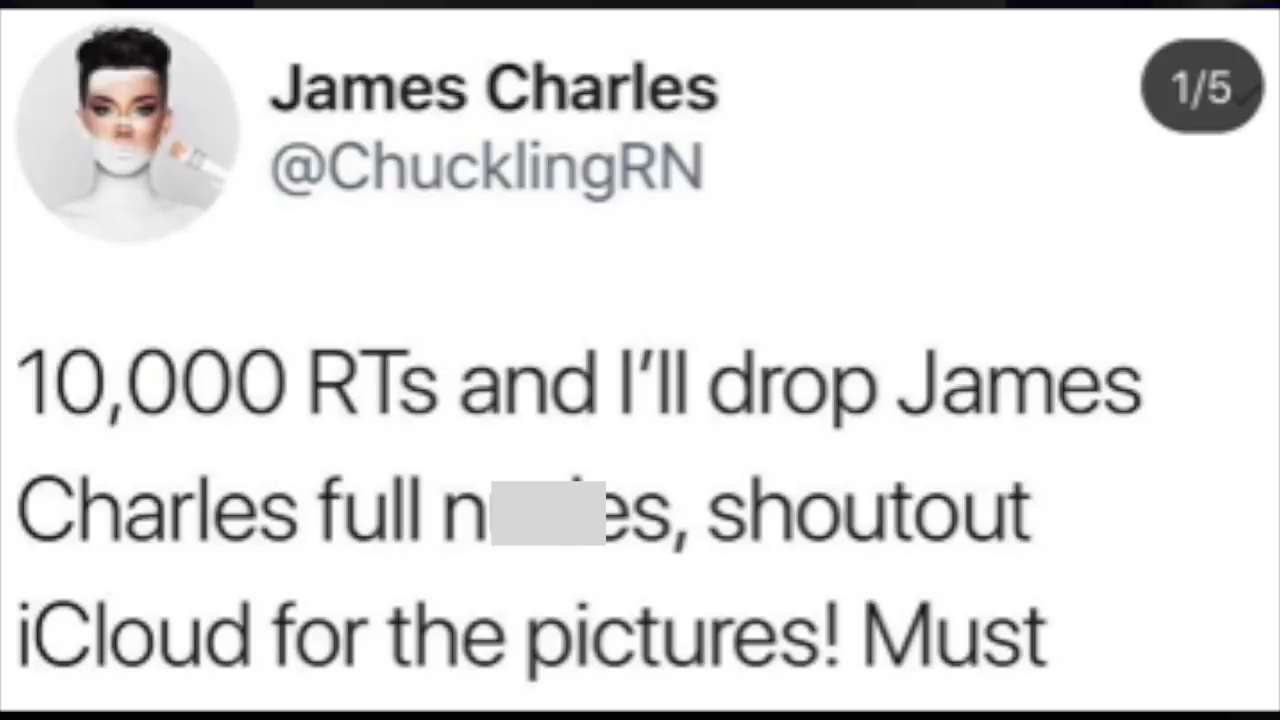 James Charles
@ChucklingRN
1/5
10,000 RTs and I'll drop James
Charles full shoutout
iCloud for the pictures! Must